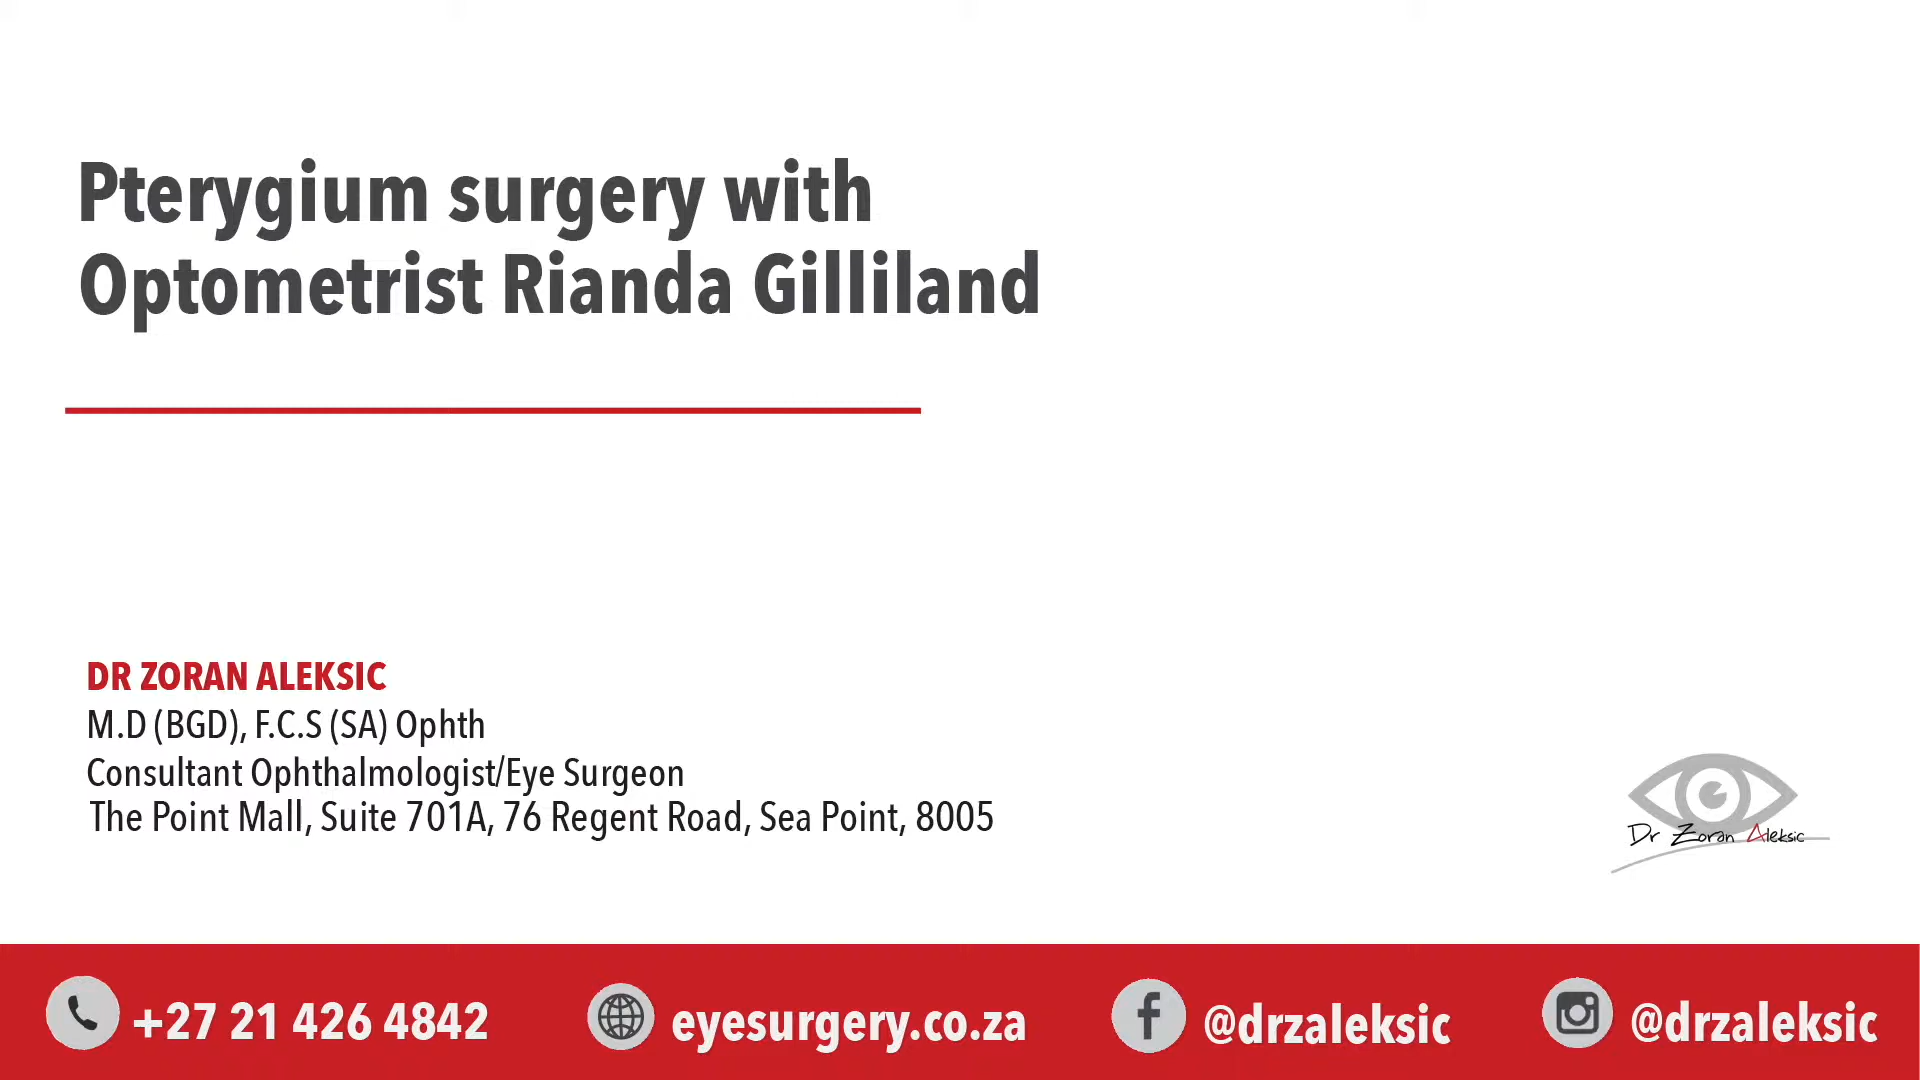 Pterygium surgery with
Optometrist Rianda Gilliland
DR ZORAN ALEKSIC
M.D (BGD), F.C.S (SA) Ophth
Consultant Ophthalmologist/Eye Surgeon
The Point Mall, Suite 701A, 76 Regent Road, Sea Point, 8005
Dr Zoran Aleksic
+27 21 426 4842
eyesurgery.co.za
@drzaleksic
@drzaleksic